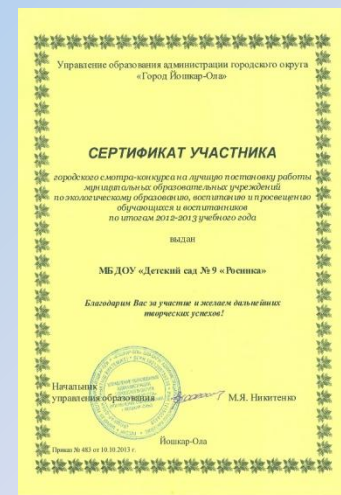 Управление образования администрации городского округа
«Город Йошкар-Ола»
СЕРТИФИКАТ УЧАСТНИКА
городского смотра-конкурса на лучшую постановку работы
муниципальных образовательных учреждений
по экологическому образованию, воспитанию и просвещению
обучающихся и воспитанников
по итогам 2012-2013 учебного года
выдан
МБДОУ «Детский сад № 9 «Росинка»
Благодарим Вас за участие и желаем дальнейших
творческих успехов!
Начальник
управления образования
М.Я. Никитенко
Йошкар-Ола
Приказ № 483 от 10.10.2013 г.